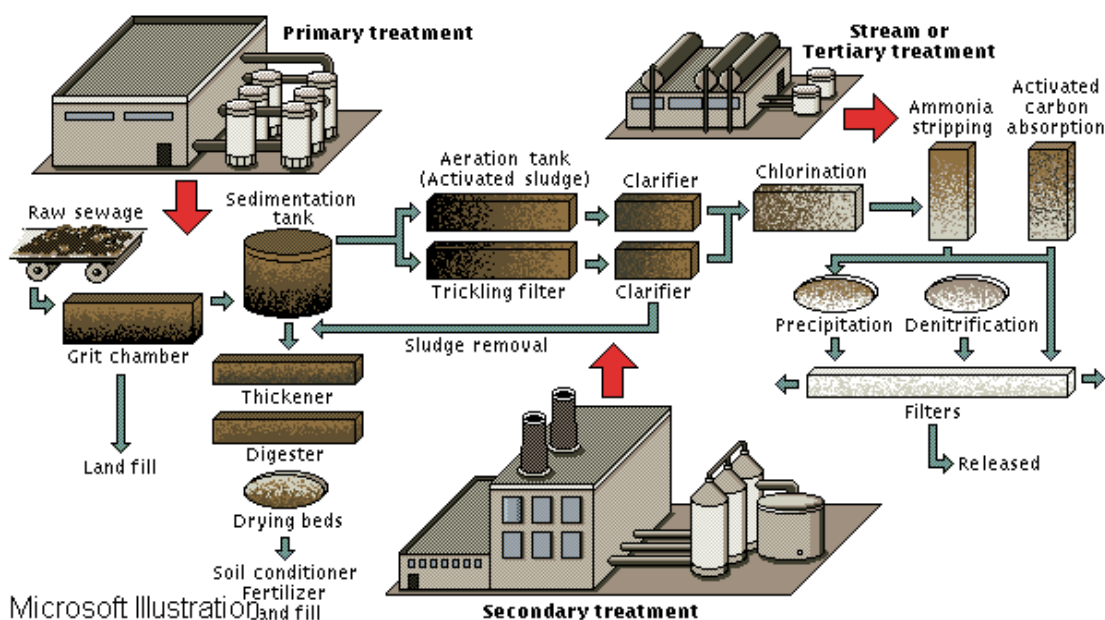 Primary treatment
Stream or
Tertiary treatment
Ammonia
stripping
Activated
carbon
absorption
Aeration tank
(Activated sludge)
Clarifier
Chlorination
Raw sewage
Sedimentation
tank
Trickling filter
Clarifier
Precipitation
Denitrification
Grit chamber
Sludge removal
Thickener
Filters
Digester
Land fill
Released
Drying beds
Soil conditioner
Fertilizer
Land fill
Microsoft Illustration
Secondary treatment